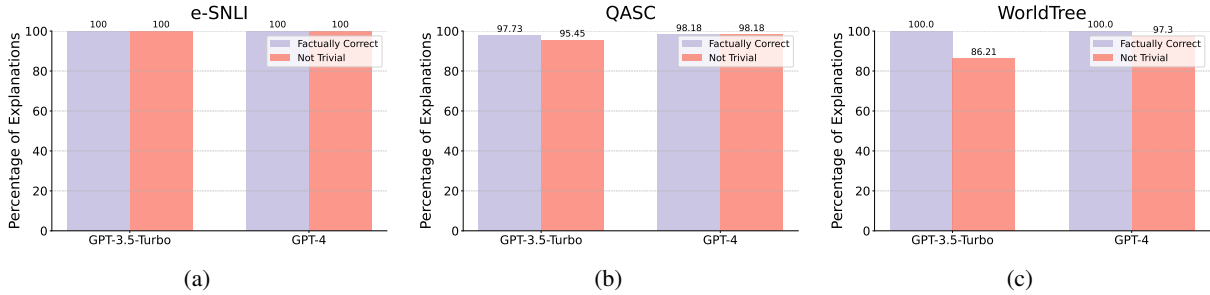 e-SNLI
100
100
100
100
Factually Correct
Not Trivial
Percentage of Explanations
100
80
60
40
20
0
GPT-3.5-Turbo
GPT-4
(a)
QASC
97.73
95.45
98.18
98.18
Factually Correct
Not Trivial
Percentage of Explanations
100
80
60
40
20
0
GPT-3.5-Turbo
GPT-4
(b)
WorldTree
100.0
86.21
100.0
97.3
Factually Correct
Not Trivial
Percentage of Explanations
100
80
60
40
20
0
GPT-3.5-Turbo
GPT-4
(c)